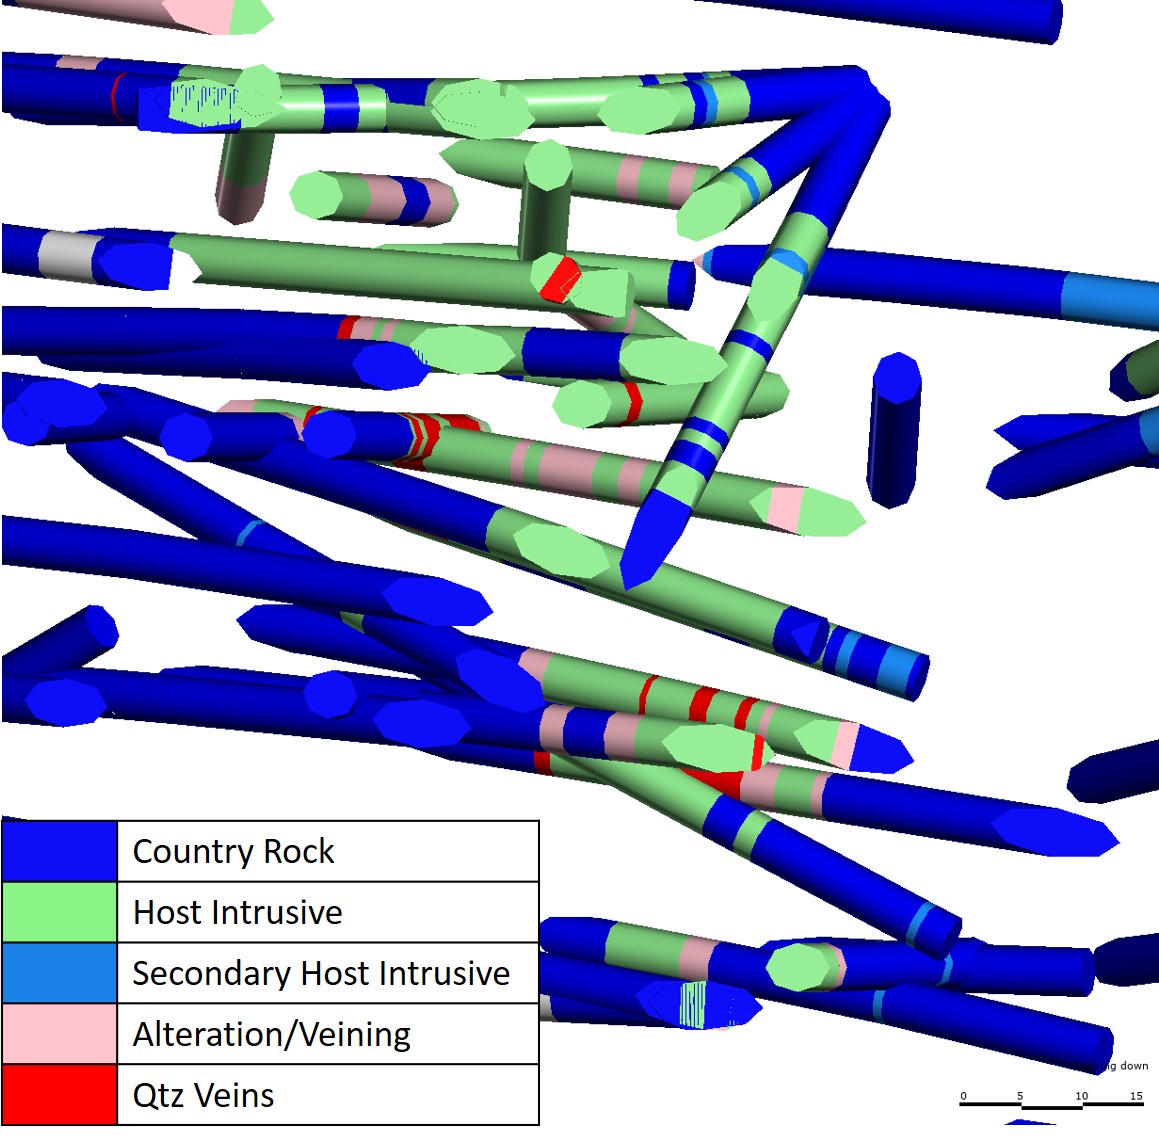 Country Rock
Host Intrusive
Secondary Host Intrusive
Alteration/Veining
Qtz Veins
down
0 5 10 15